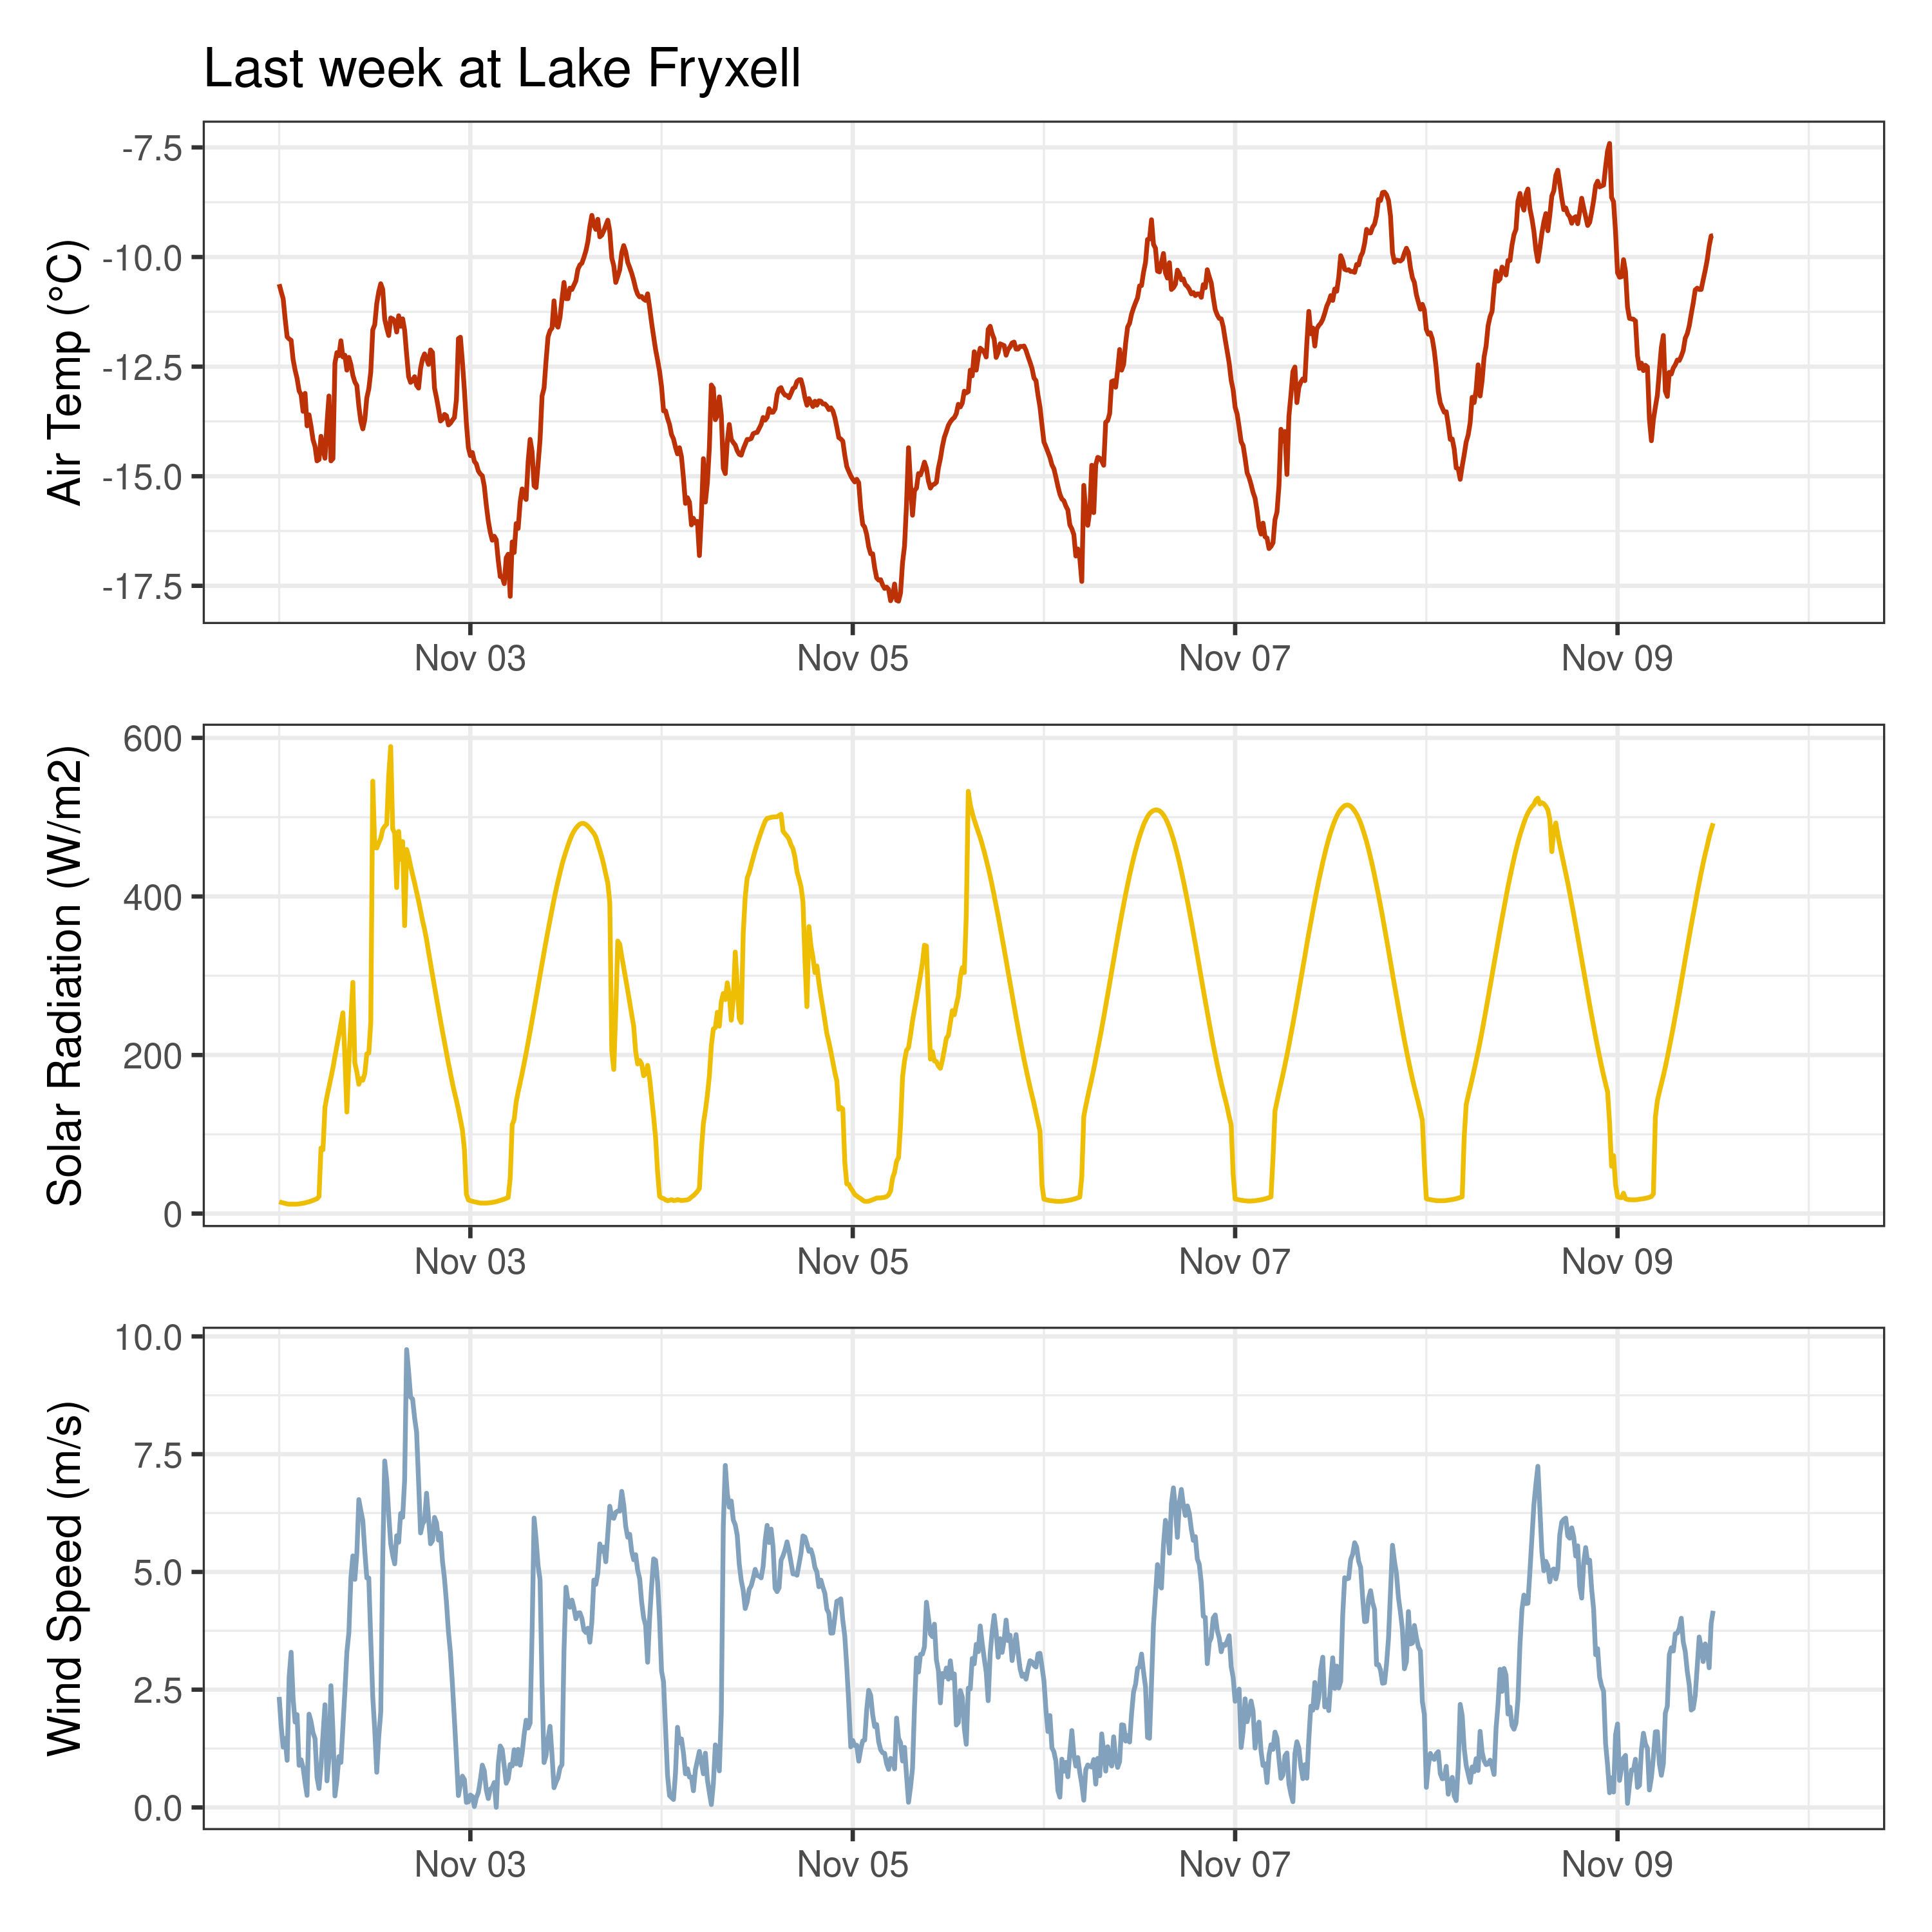 Last week at Lake Fryxell
Air Temp (°C)
-7.5
-10.0
-12.5
-15.0
-17.5
Nov 03 Nov 05 Nov 07 Nov 09
Solar Radiation (W/m2)
600
400
200
0
Nov 03 Nov 05 Nov 07 Nov 09
Wind Speed (m/s)
10.0
7.5
5.0
2.5
0.0
Nov 03 Nov 05 Nov 07 Nov 09